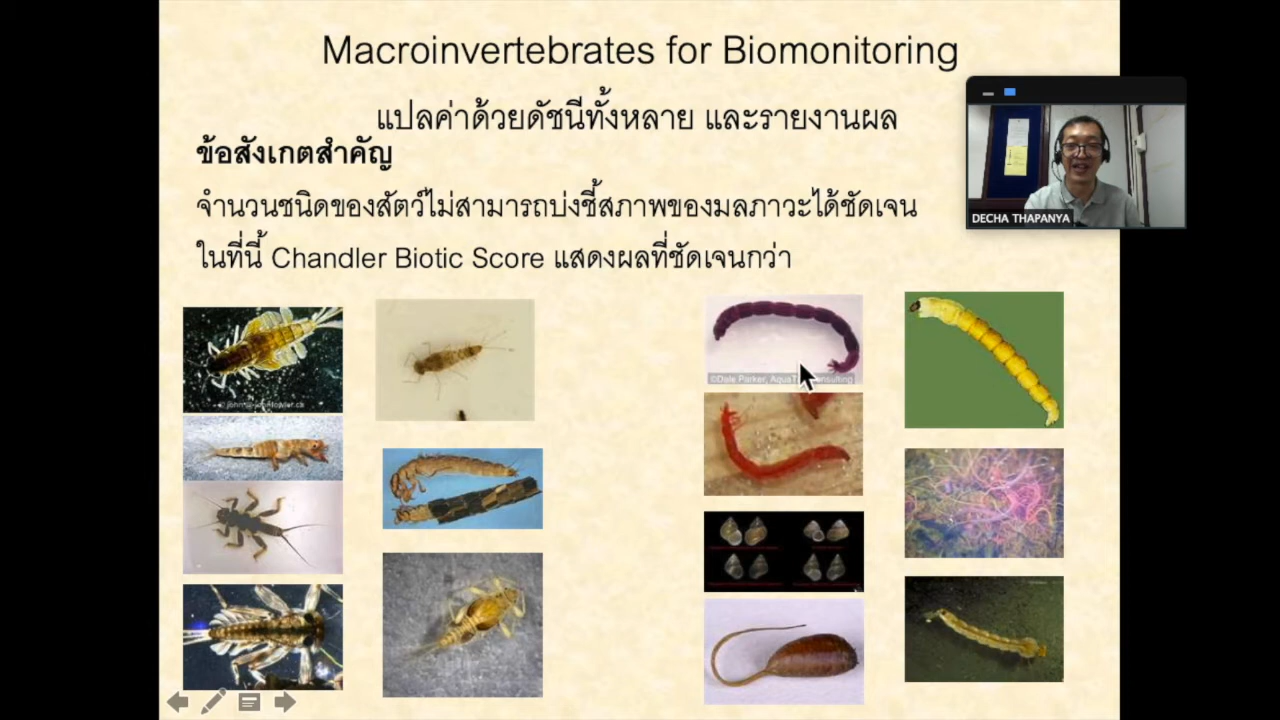 Macroinvertebrates for Biomonitoring
แปลค่าด้วยดัชนีทั้งหลาย และรายงานผล
ข้อสังเกตสำคัญ
จำนวนชนิดของสัตว์ไม่สามารถบ่งชี้สภาพของมลภาวะได้ชัดเจน
ในที่นี้ Chandler Biotic Score แสดงผลที่ชัดเจนกว่า
DECHA THAPANYA
©Dale Parker, Aqua